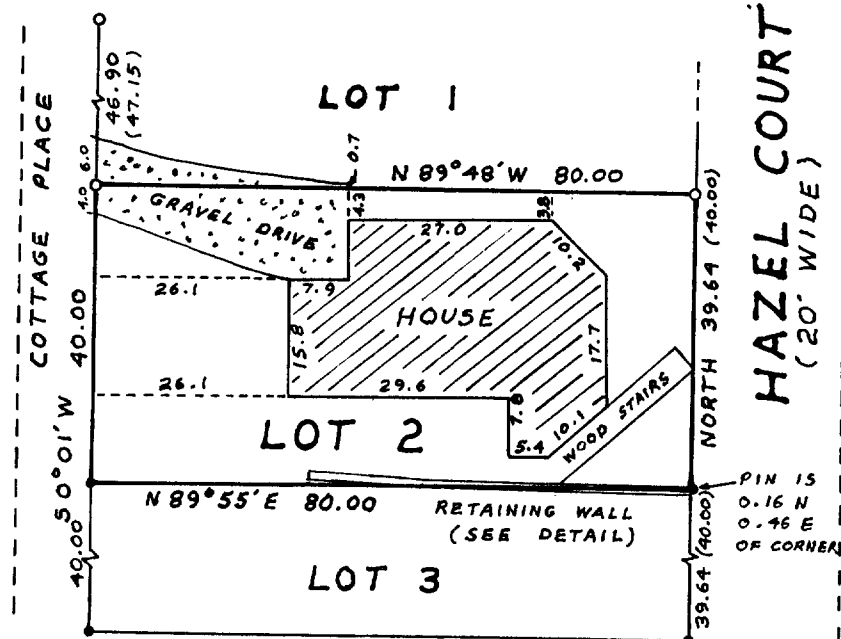 46.90
(47.15)
LOT 1
HAZEL COURT
(20' WIDE)
COTTAGE PLACE
6.0
4.0
0.7
N 89°48'W 80.00
GRAVEL DRIVE
4.3
3.8
27.0
10.2
26.1
7.9
HOUSE
15.8
17.7
NORTH 39.64 (40.00)
40.00
S 0°01'W
26.1
29.6
7.8
5.4
10.1
WOOD STAIRS
LOT 2
N 89°55'E 80.00
RETAINING WALL
(SEE DETAIL)
PIN IS
0.16 N
0.46 E
OF CORNER
40.00
LOT 3
39.64 (40.00)